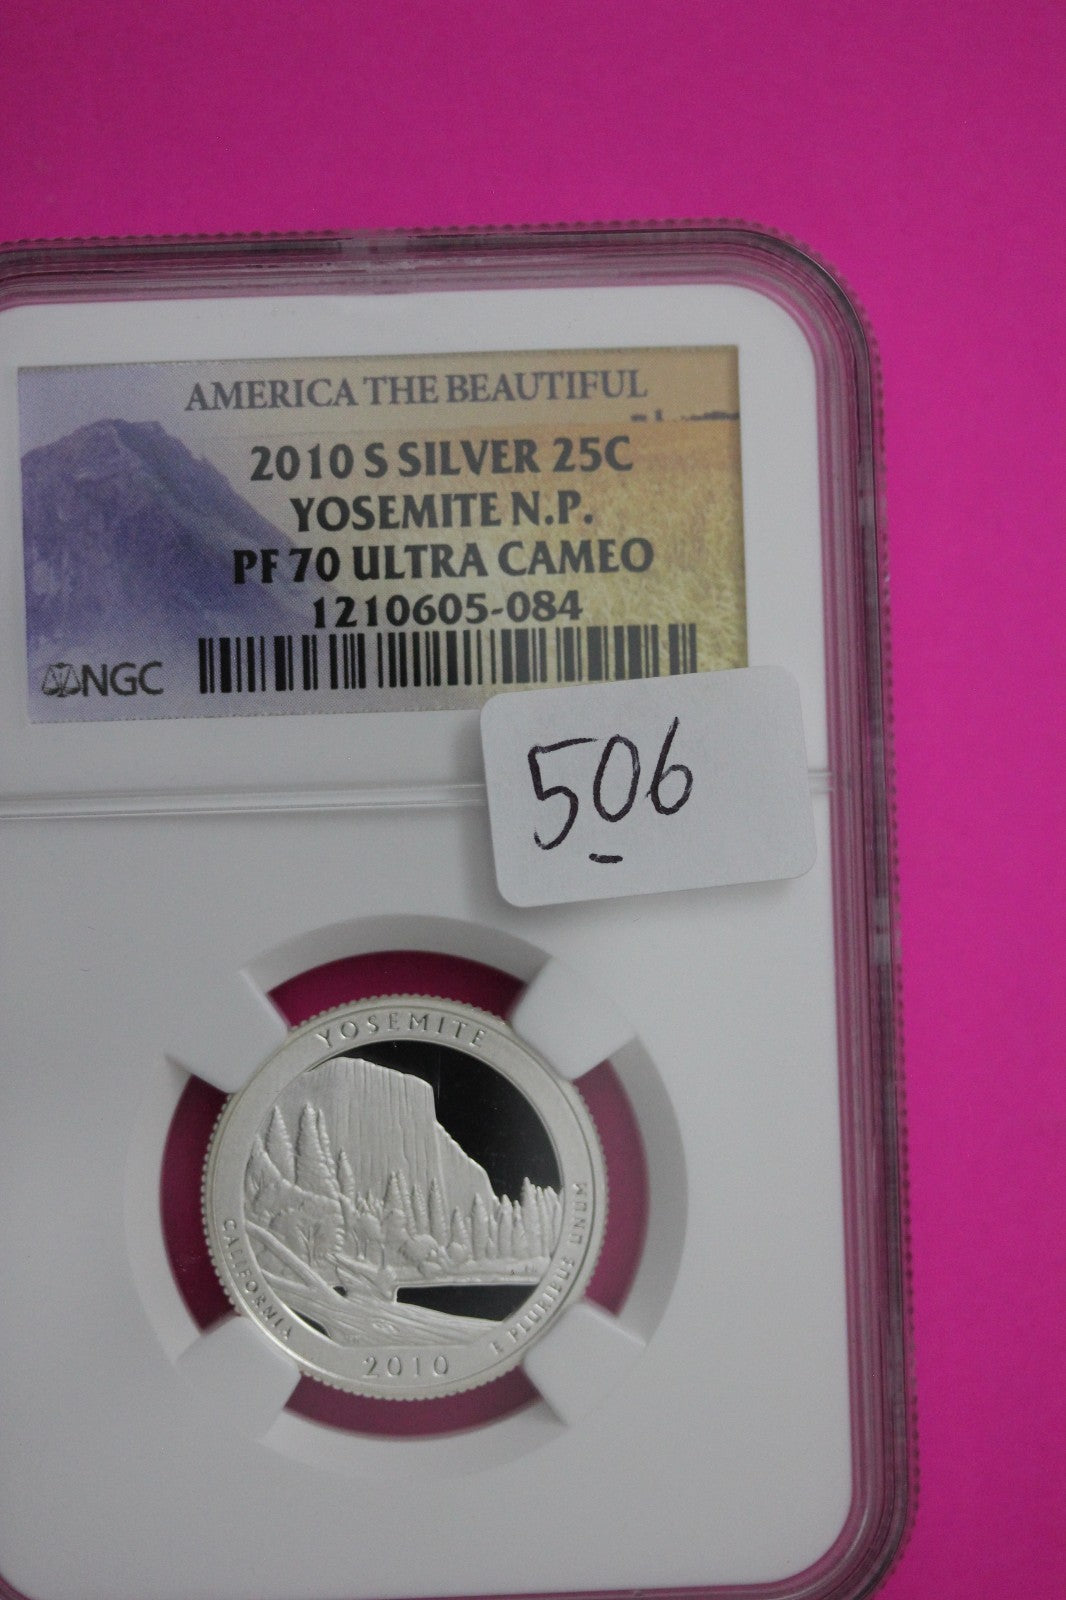 AMERICA THE BEAUTIFUL
2010 S SILVER 25C
YOSEMITE N.P.
PF 70 ULTRA CAMEO
1210605-084
NGC
506
YOSEMITE
CALIFORNIA
2010
E PLURIBUS UNUM